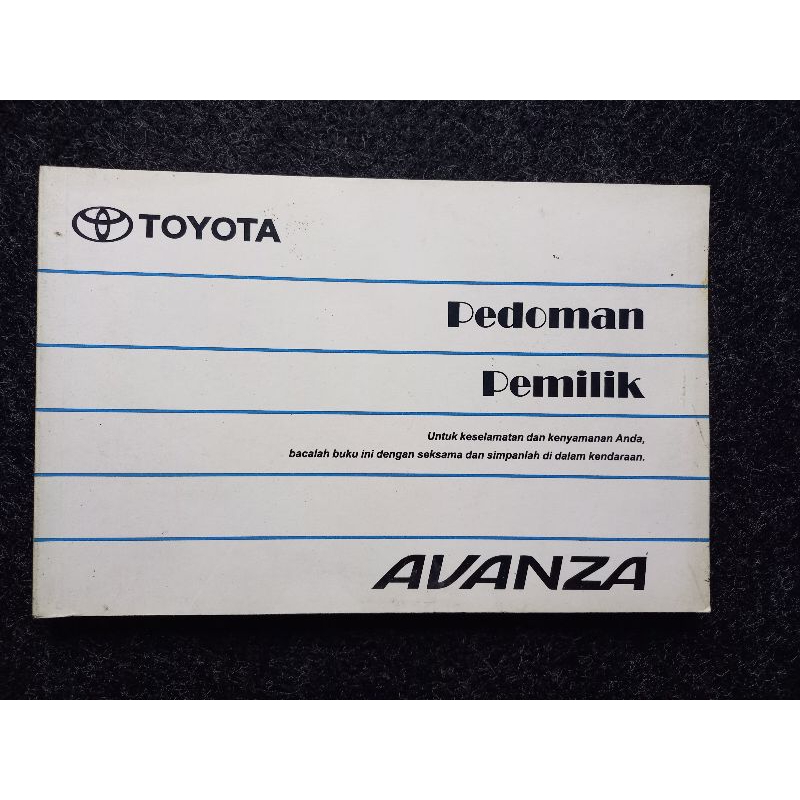 TOYOTA
Pedoman
Pemilik
Untuk keselamatan dan kenyamanan Anda,
bacalah buku ini dengan seksama dan simpanlah di dalam kendaraan.
AVANZA